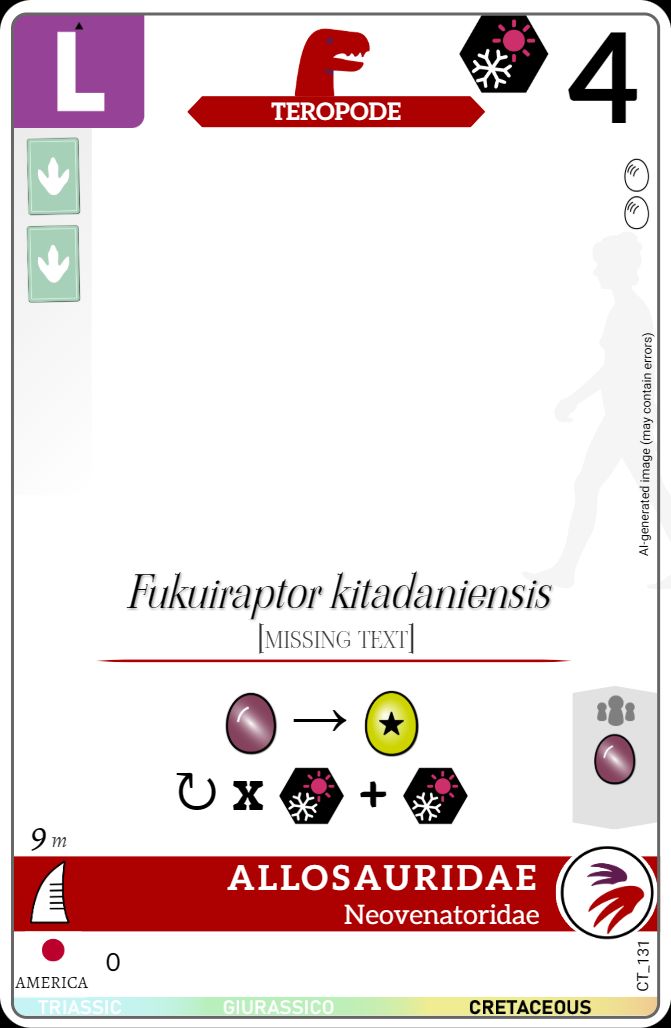 L
TEROPODE
4
AI-generated image (may contain errors)
Fukuiraptor kitadaniensis
[MISSING TEXT]
x
+
9 m
ALLOSAURIDAE
Neovenatoridae
AMERICA
0
CT_131
TRIASSIC
GIURASSICO
CRETACEOUS